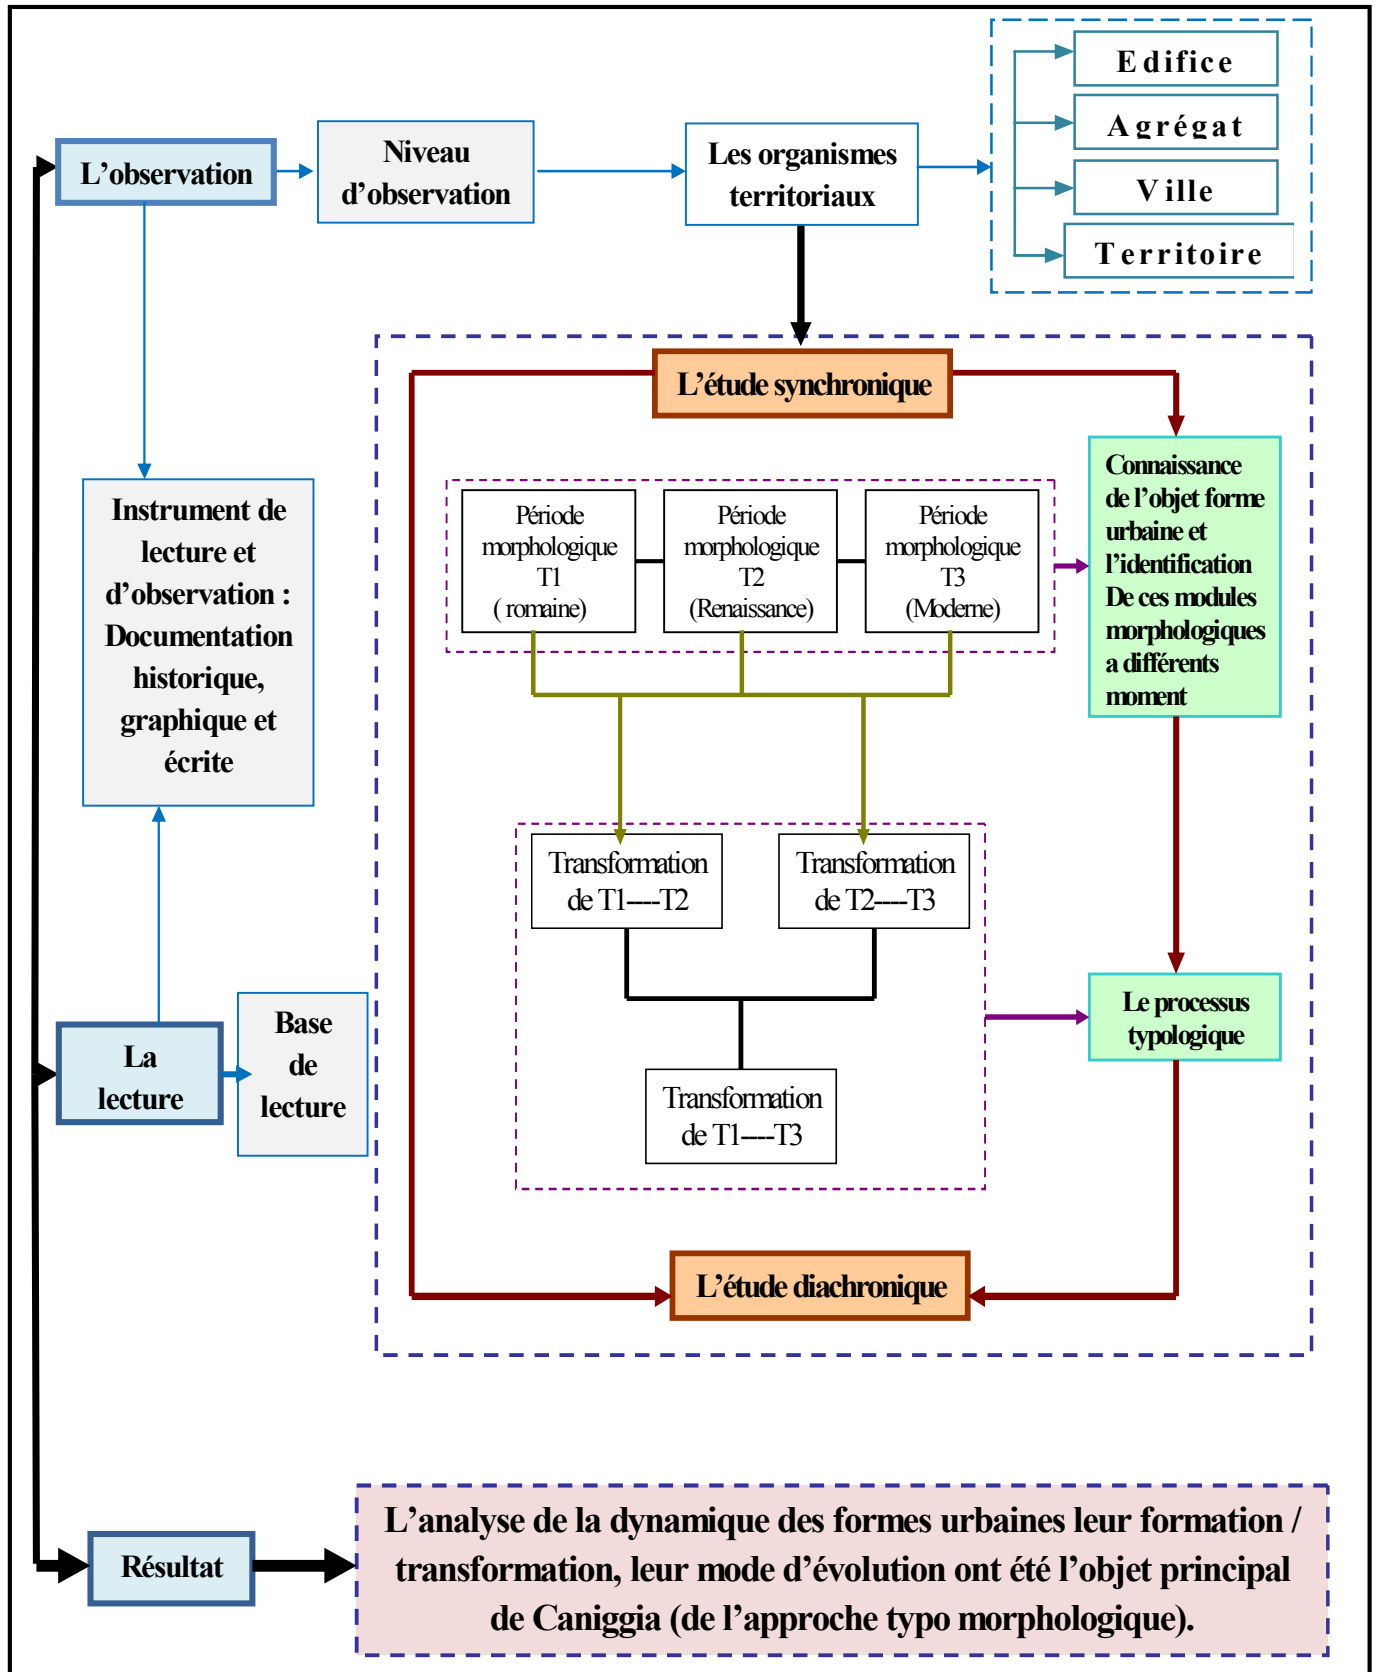 Edifice
Agrégat
Ville
Territoire
L’observation
Niveau
d’observation
Les organismes
territoriaux
L’étude synchronique
Connaissance
de l’objet forme
urbaine et
l’identification
De ces modules
morphologiques
a différents
moment
Instrument de
lecture et
d’observation :
Documentation
historique,
graphique et
écrite
Période
morphologique
T1
( romaine)
Période
morphologique
T2
(Renaissance)
Période
morphologique
T3
(Moderne)
Transformation
de T1----T2
Transformation
de T2----T3
Transformation
de T1----T3
Le processus
typologique
La
lecture
Base
de
lecture
L’étude diachronique
Résultat
L’analyse de la dynamique des formes urbaines leur formation /
transformation, leur mode d’évolution ont été l’objet principal
de Caniggia (de l’approche typo morphologique).